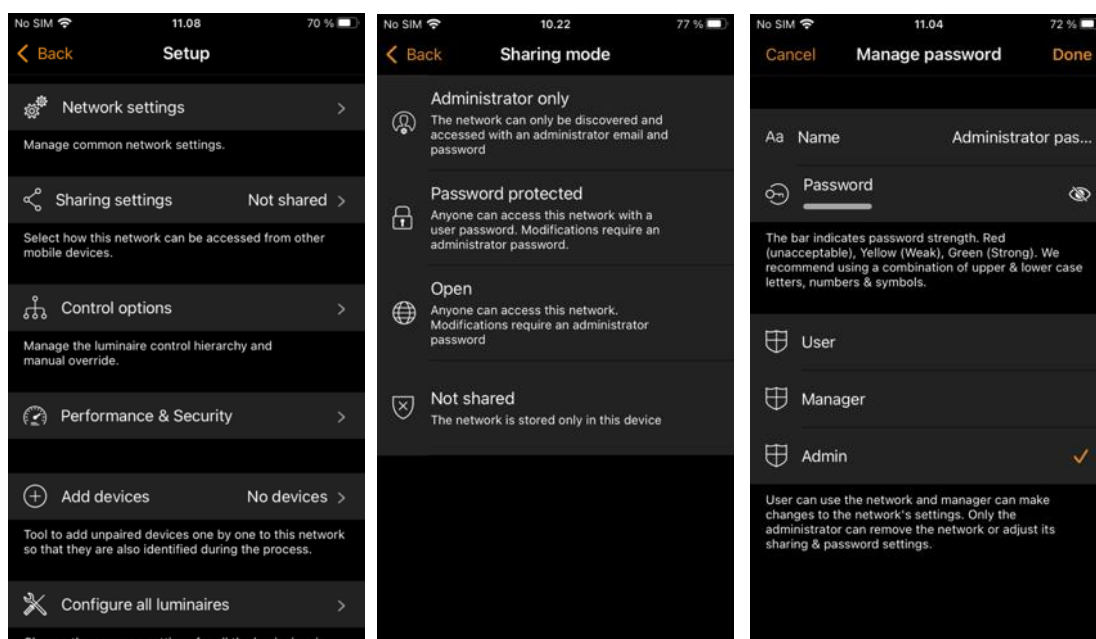 No SIM 11.08 70 %
Back Setup
Network settings
Manage common network settings.
Sharing settings Not shared
Select how this network can be accessed from other
mobile devices.
Control options
Manage the luminaire control hierarchy and
manual override.
Performance & Security
Add devices No devices
Tool to add unpaired devices one by one to this network
so that they are also identified during the process.
Configure all luminaires
No SIM 10.22 77 %
Back Sharing mode
Administrator only
The network can only be discovered and
accessed with an administrator email and
password
Password protected
Anyone can access this network with a
user password. Modifications require an
administrator password.
Open
Anyone can access this network.
Modifications require an administrator
password
Not shared
The network is stored only in this device
No SIM 11.04 72 %
Cancel Manage password Done
Aa Name Administrator pas...
Password
The bar indicates password strength. Red
(unacceptable), Yellow (Weak), Green (Strong). We
recommend using a combination of upper & lower case
letters, numbers & symbols.
User
Manager
Admin
User can use the network and manager can make
changes to the network's settings. Only the
administrator can remove the network or adjust its
sharing & password settings.